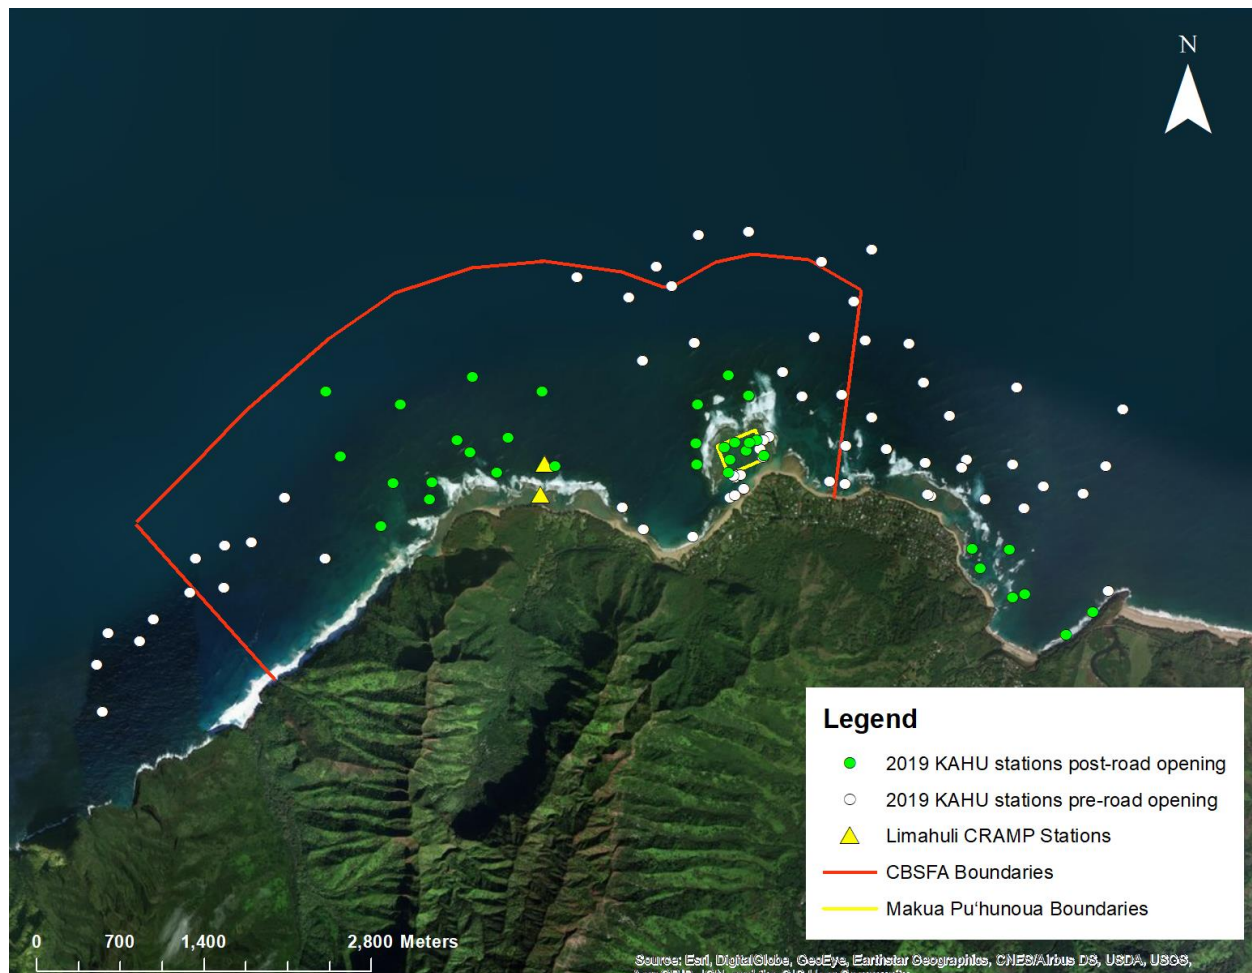 N
Legend
2019 KAHU stations post-road opening
2019 KAHU stations pre-road opening
Limahuli CRAMP Stations
CBSFA Boundaries
Makua Pu'hunoua Boundaries
0 700 1,400 2,800 Meters
Source: Esri, DigitalGlobe, GeoEye, Earthstar Geographics, CNES/Airbus DS, USDA, USGS,